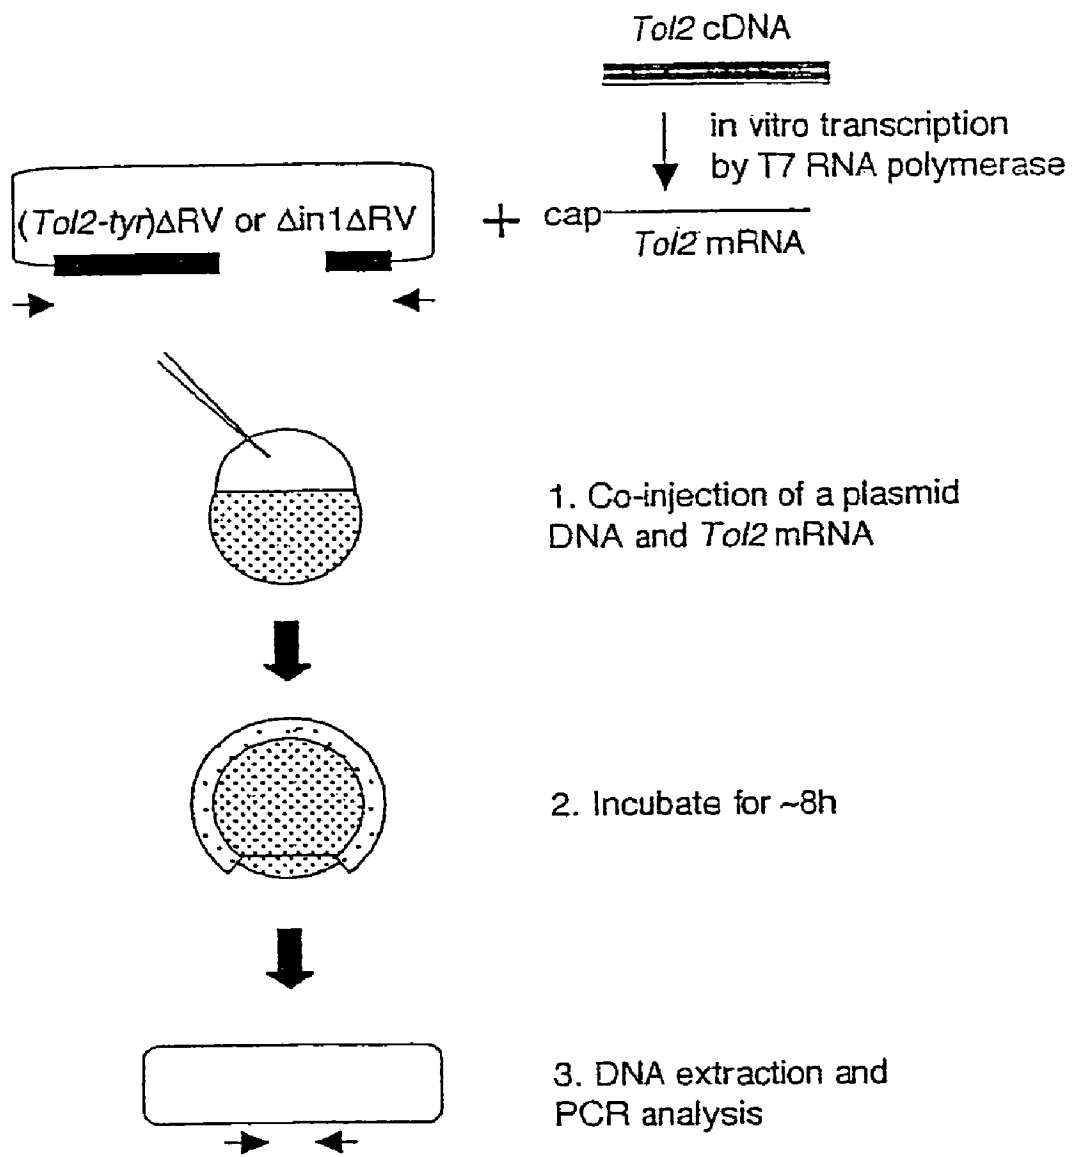 Tol2 cDNA
in vitro transcription
by T7 RNA polymerase
(Tol2-tyr)ΔRV or Δin1ΔRV
+
cap
Tol2 mRNA
1. Co-injection of a plasmid
DNA and Tol2 mRNA
2. Incubate for ~8h
3. DNA extraction and
PCR analysis